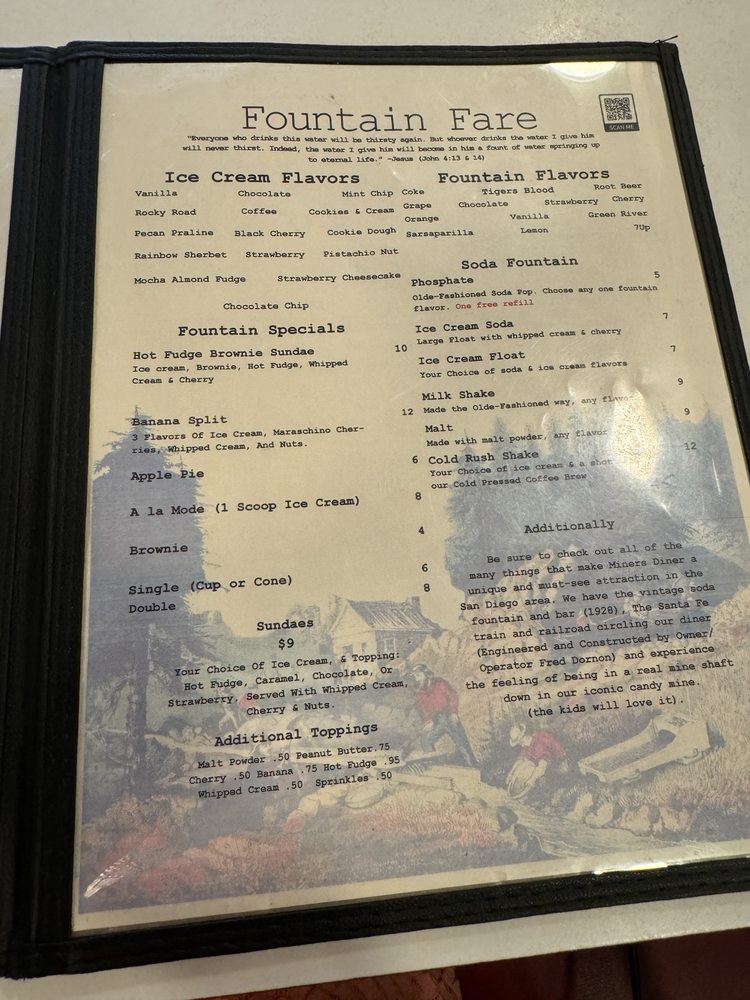 Fountain Fare
SCAN ME
"Everyone who drinks this water will be thirsty again. But whoever drinks the water I give him
will never thirst. Indeed, the water I give him will become in him a fount of water springing up
to eternal life." -Jesus (John 4:13 & 14)
Ice Cream Flavors
Vanilla Chocolate Mint Chip
Rocky Road Coffee Cookies & Cream
Pecan Praline Black Cherry Cookie Dough
Rainbow Sherbet Strawberry Pistachio Nut
Mocha Almond Fudge Strawberry Cheesecake
Chocolate Chip
Fountain Specials
Hot Fudge Brownie Sundae 10
Ice cream, Brownie, Hot Fudge, Whipped
Cream & Cherry
Banana Split 12
3 Flavors Of Ice Cream, Maraschino Cher-
ries, Whipped Cream, And Nuts.
Apple Pie 6
A la Mode (1 Scoop Ice Cream) 8
Brownie 4
Single (Cup or Cone) 6
Double 8
Sundaes
$9
Your Choice Of Ice Cream, & Topping:
Hot Fudge, Caramel, Chocolate, Or
Strawberry. Served With Whipped Cream,
Cherry & Nuts.
Additional Toppings
Malt Powder .50 Peanut Butter.75
Cherry .50 Banana .75 Hot Fudge .95
Whipped Cream .50 Sprinkles .50
Fountain Flavors
Coke Tigers Blood Root Beer
Grape Chocolate Strawberry Cherry
Orange Vanilla Green River
Sarsaparilla Lemon 7Up
Soda Fountain
Phosphate 5
Olde-Fashioned Soda Pop. Choose any one fountain
flavor. One free refill
Ice Cream Soda 7
Large Float with whipped cream & cherry
Ice Cream Float 7
Your Choice of soda & ice cream flavors
Milk Shake 9
Made the Olde-Fashioned way, any flavor
Malt 9
Made with malt powder, any flavor
Cold Rush Shake 12
Your Choice of ice cream & a shot
our Cold Pressed Coffee Brew
Additionally
Be sure to check out all of the
many things that make Miners Diner a
unique and must-see attraction in the
San Diego area. We have the vintage soda
fountain and bar (1928), The Santa Fe
train and railroad circling our diner
(Engineered and Constructed by Owner/
Operator Fred Dornon) and experience
the feeling of being in a real mine shaft
down in our iconic candy mine.
(the kids will love it).